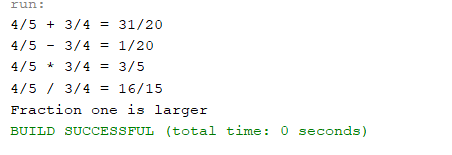 run:
4/5 + 3/4 = 31/20
4/5 - 3/4 = 1/20
4/5 * 3/4 = 3/5
4/5 / 3/4 = 16/15
Fraction one is larger
BUILD SUCCESSFUL (total time: 0 seconds)